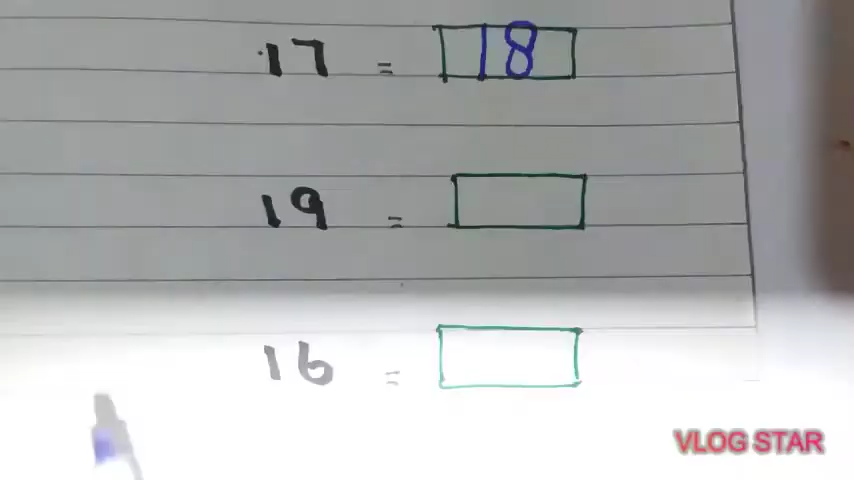 17 = 18
19 =
16 =
VLOG STAR